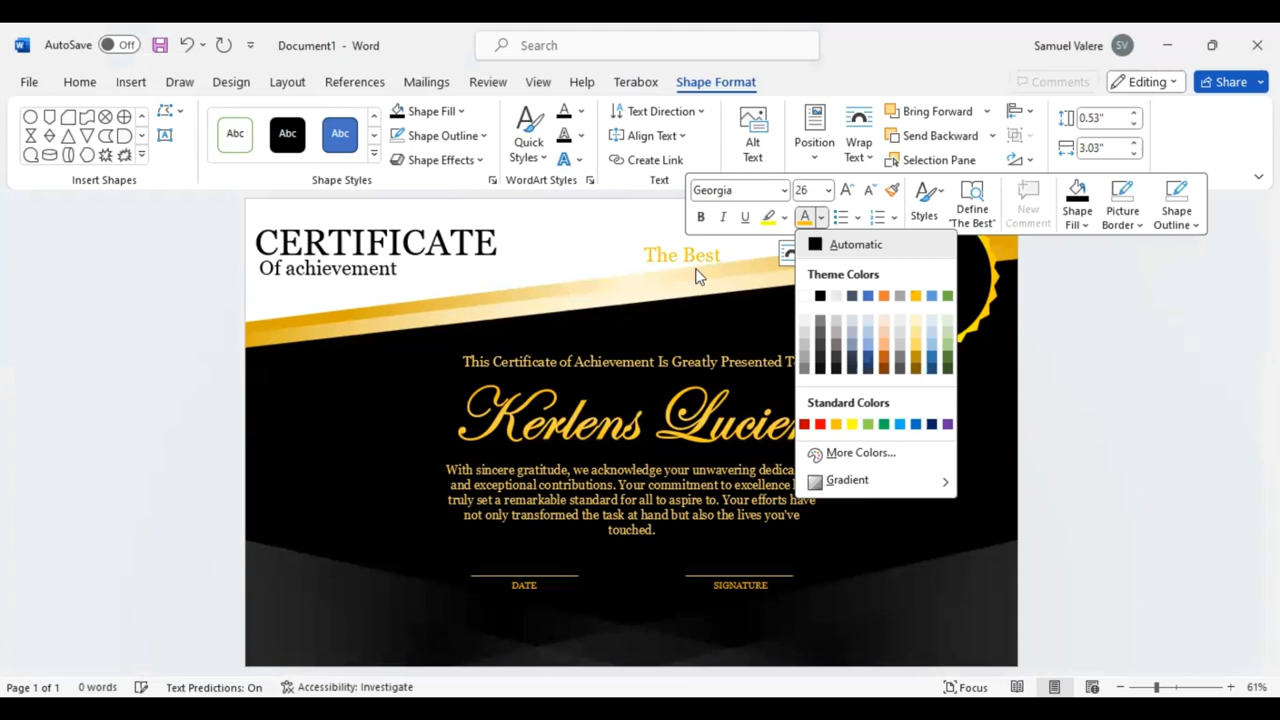 AutoSave Off Document1 - Word Search Samuel Valere SV
File Home Insert Draw Design Layout References Mailings Review View Help Terabox Shape Format Comments Editing Share
Abc Abc Abc
Shape Fill
Shape Outline
Shape Effects
Quick Styles
Text Direction
Align Text
Create Link
Alt Text
Position
Wrap Text
Bring Forward
Send Backward
Selection Pane
0.53"
3.03"
Insert Shapes Shape Styles WordArt Styles Text
Georgia 26
B I U
Styles
Define "The Best"
New Comment
Shape Fill
Picture Border
Shape Outline
Automatic
Theme Colors
Standard Colors
More Colors...
Gradient
CERTIFICATE
Of achievement
The Best
This Certificate of Achievement Is Greatly Presented
Kerlens
With sincere gratitude, we acknowledge your unwavering
and exceptional contributions. Your commitment to excellence
truly set a remarkable standard for all to aspire to. Your efforts have
not only transformed the task at hand but also the lives you've
touched.
DATE SIGNATURE
Page 1 of 1 0 words Text Predictions: On Accessibility: Investigate Focus 61%